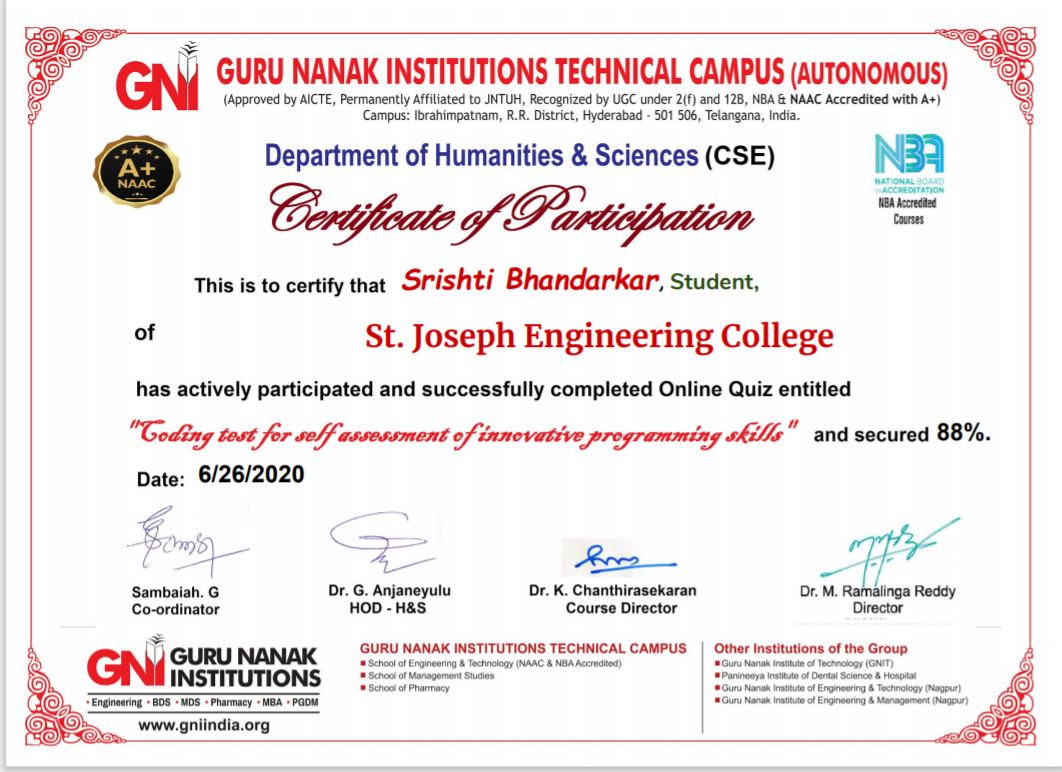 GNI
GURU NANAK INSTITUTIONS TECHNICAL CAMPUS (AUTONOMOUS)
(Approved by AICTE, Permanently Affiliated to JNTUH, Recognized by UGC under 2(f) and 12B, NBA & NAAC Accredited with A+)
Campus: Ibrahimpatnam, R.R. District, Hyderabad - 501 506, Telangana, India.
A+
NAAC
Department of Humanities & Sciences (CSE)
NBA
NATIONAL BOARD
OF ACCREDITATION
NBA Accredited
Courses
Certificate of Participation
This is to certify that Srishti Bhandarkar, Student,
of St. Joseph Engineering College
has actively participated and successfully completed Online Quiz entitled
"Coding test for self assessment of innovative programming skills" and secured 88%.
Date: 6/26/2020
Sambaiah. G
Co-ordinator
Dr. G. Anjaneyulu
HOD - H&S
Dr. K. Chanthirasekaran
Course Director
Dr. M. Ramalinga Reddy
Director
GNI GURU NANAK
INSTITUTIONS
• Engineering • BDS • MDS • Pharmacy • MBA • PGDM
www.gniindia.org
GURU NANAK INSTITUTIONS TECHNICAL CAMPUS
School of Engineering & Technology (NAAC & NBA Accredited)
School of Management Studies
School of Pharmacy
Other Institutions of the Group
Guru Nanak Institute of Technology (GNIT)
Panineeya Institute of Dental Science & Hospital
Guru Nanak Institute of Engineering & Technology (Nagpur)
Guru Nanak Institute of Engineering & Management (Nagpur)